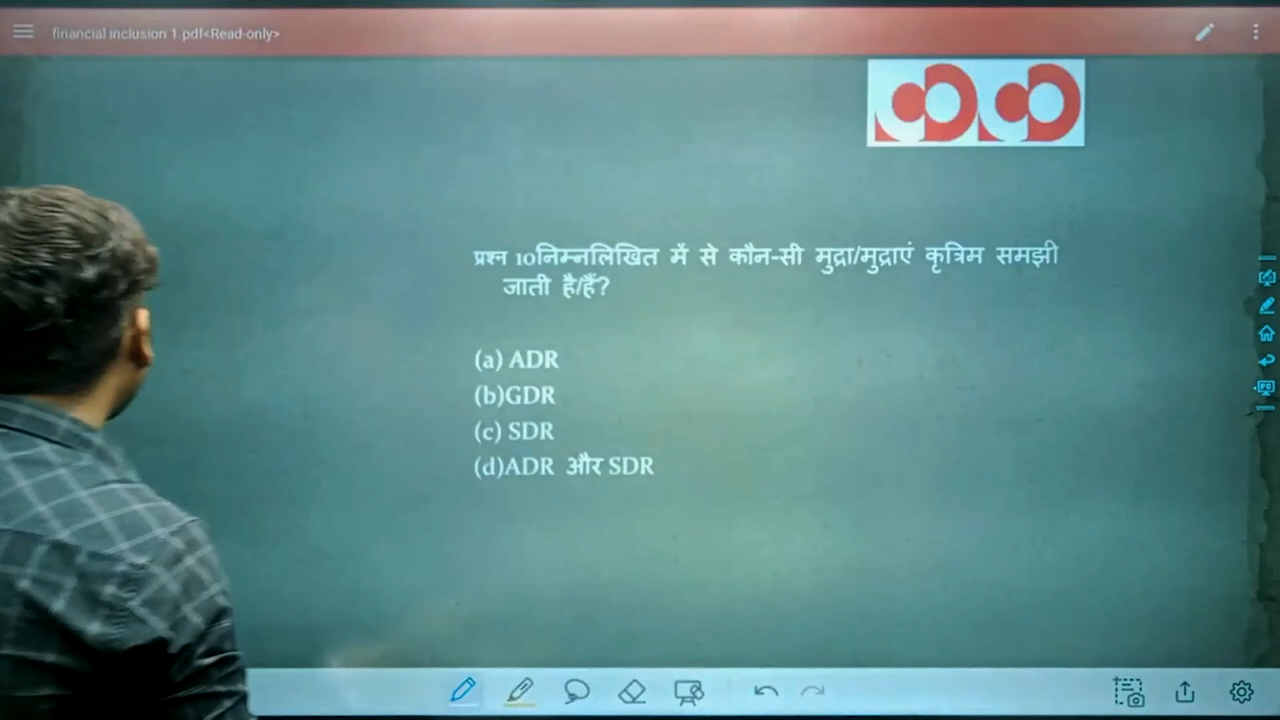 financial inclusion 1.pdf<Read-only>
प्रश्न 10निम्नलिखित में से कौन-सी मुद्रा/मुद्राएं कृत्रिम समझी
जाती है/हैं?
(a) ADR
(b)GDR
(c) SDR
(d)ADR और SDR